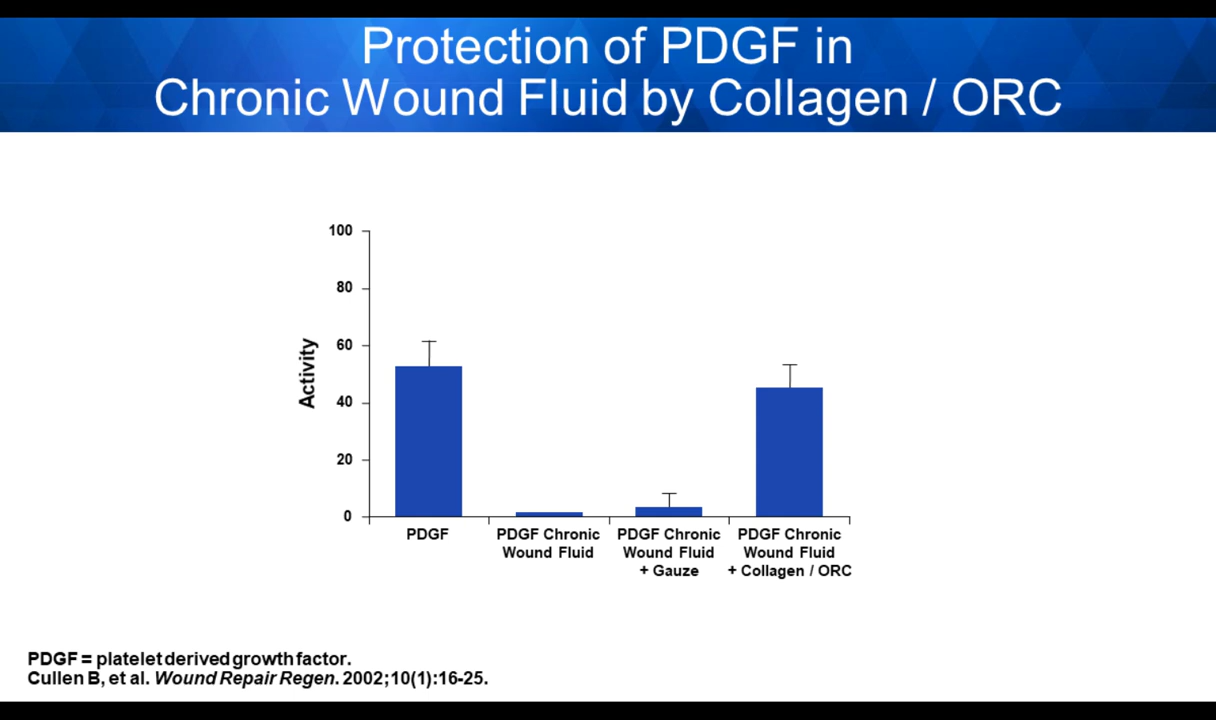 Protection of PDGF in
Chronic Wound Fluid by Collagen / ORC
100
80
60
40
20
0
Activity
PDGF
PDGF Chronic
Wound Fluid
PDGF Chronic
Wound Fluid
+ Gauze
PDGF Chronic
Wound Fluid
+ Collagen / ORC
PDGF = platelet derived growth factor.
Cullen B, et al. Wound Repair Regen. 2002;10(1):16-25.